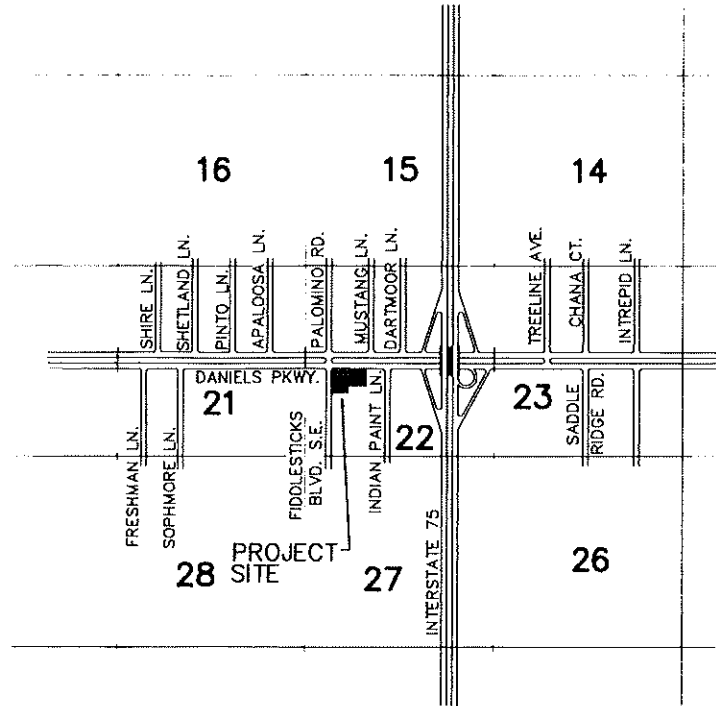 16
15
14
SHIRE LN.
SHETLAND LN.
PINTO LN.
APALOOSA LN.
PALOMINO RD.
MUSTANG LN.
DARTMOOR LN.
TREELINE AVE.
CHANA CT.
INTREPID LN.
DANIELS PKWY.
21
22
23
FRESHMAN LN.
SOPHMORE LN.
FIDDLESTICKS
BLVD. S.E.
INDIAN PAINT LN.
SADDLE
RIDGE RD.
INTERSTATE 75
PROJECT
SITE
28
27
26